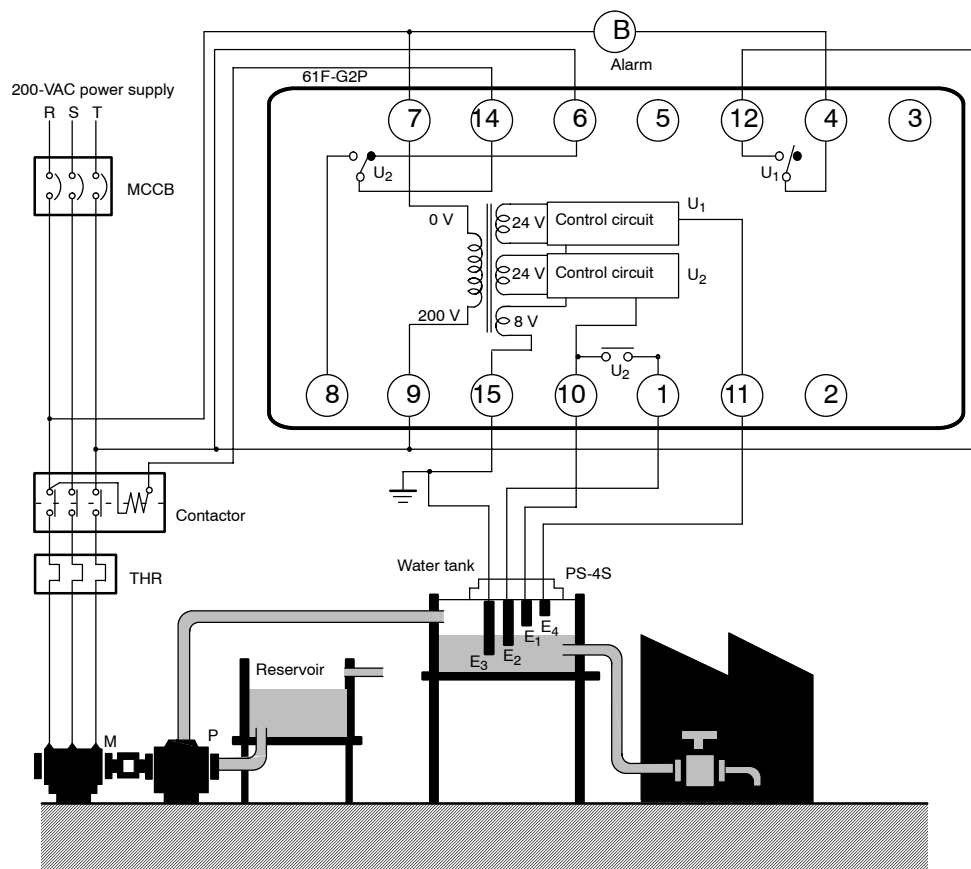 B
Alarm
61F-G2P
200-VAC power supply
R S T
7 14 6 5 12 4 3
MCCB
U2
U1
0 V
24 V Control circuit U1
24 V Control circuit U2
200 V
8 V
U2
8 9 15 10 1 11 2
Contactor
THR
Water tank
PS-4S
E3 E2 E1 E4
Reservoir
M
P